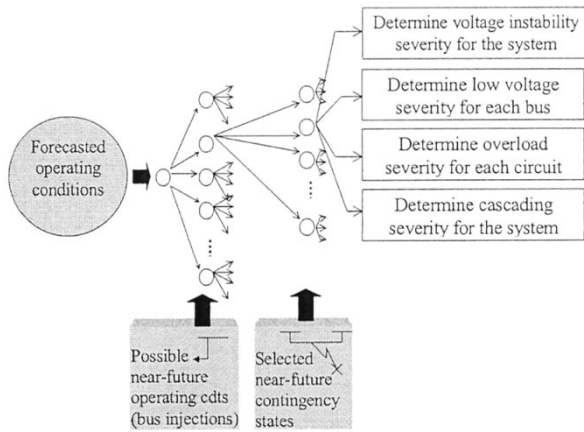 Determine voltage instability
severity for the system
Determine low voltage
severity for each bus
Forecasted
operating
conditions
Determine overload
severity for each circuit
Determine cascading
severity for the system
Possible
near-future
operating cdts
(bus injections)
Selected
near-future
contingency
states